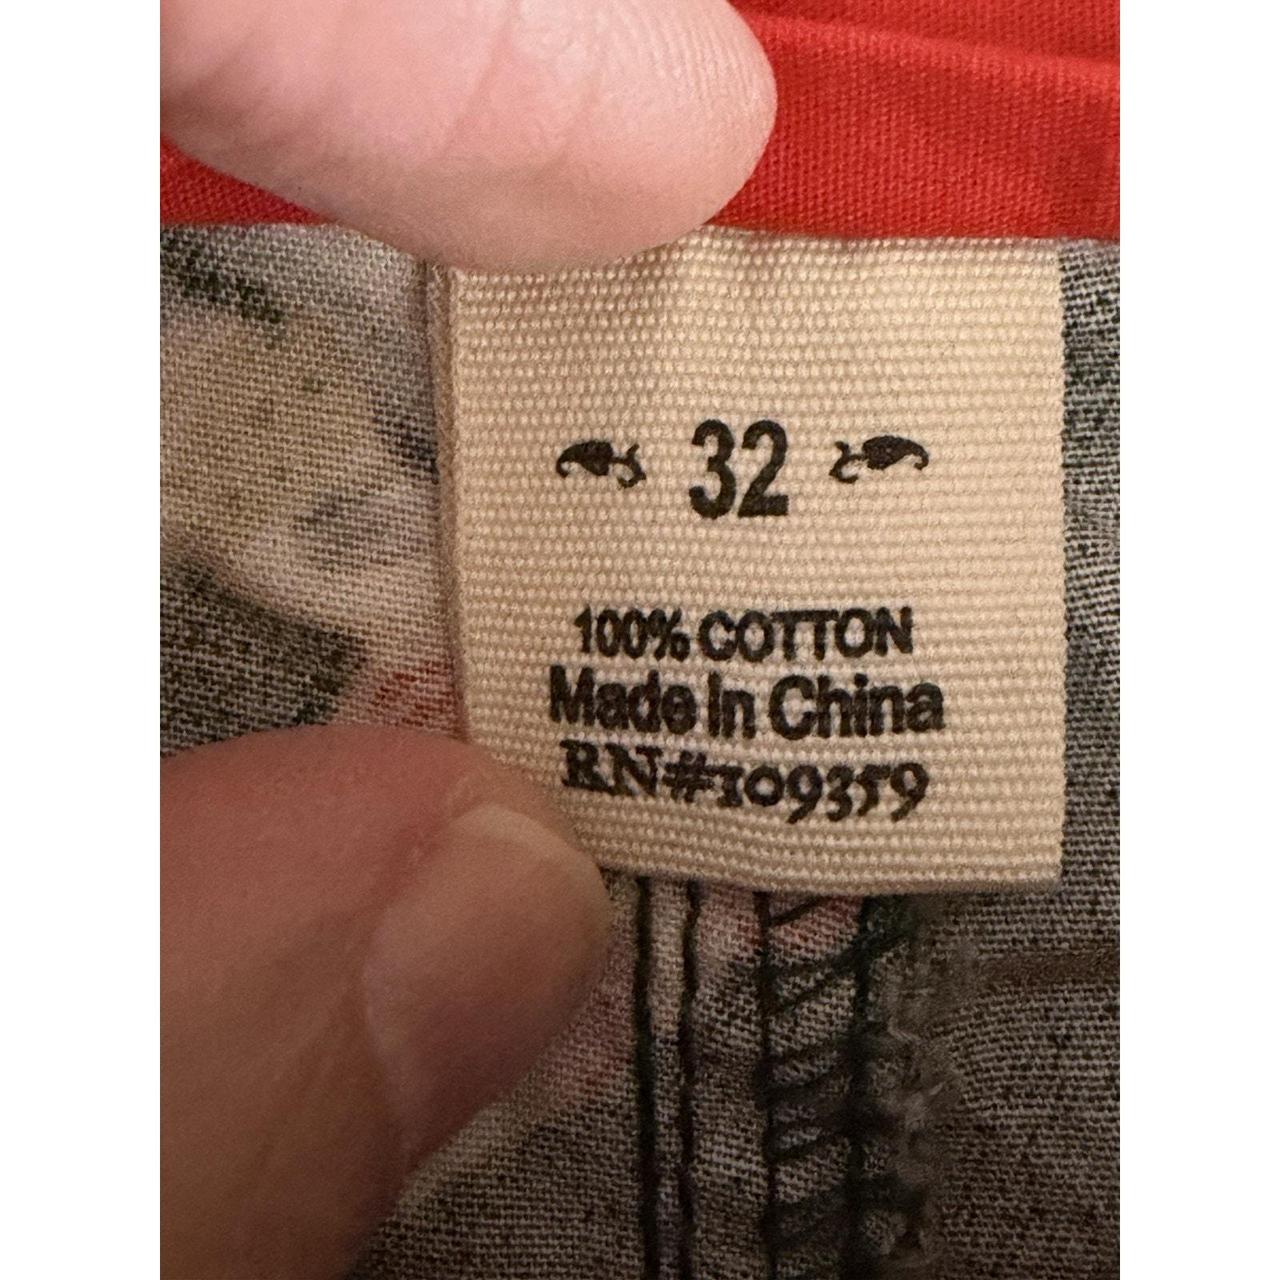 32
100% COTTON
Made In China
RN#109359